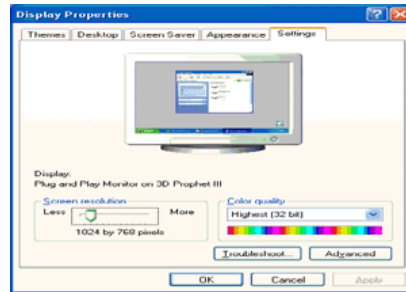 Display Properties
Themes Desktop Screen Saver Appearance Settings
Display:
Plug and Play Monitor on 3D Prophet III
Screen resolution
Less More
1024 by 768 pixels
Color quality
Highest (32 bit)
Troubleshoot... Advanced
OK Cancel Apply